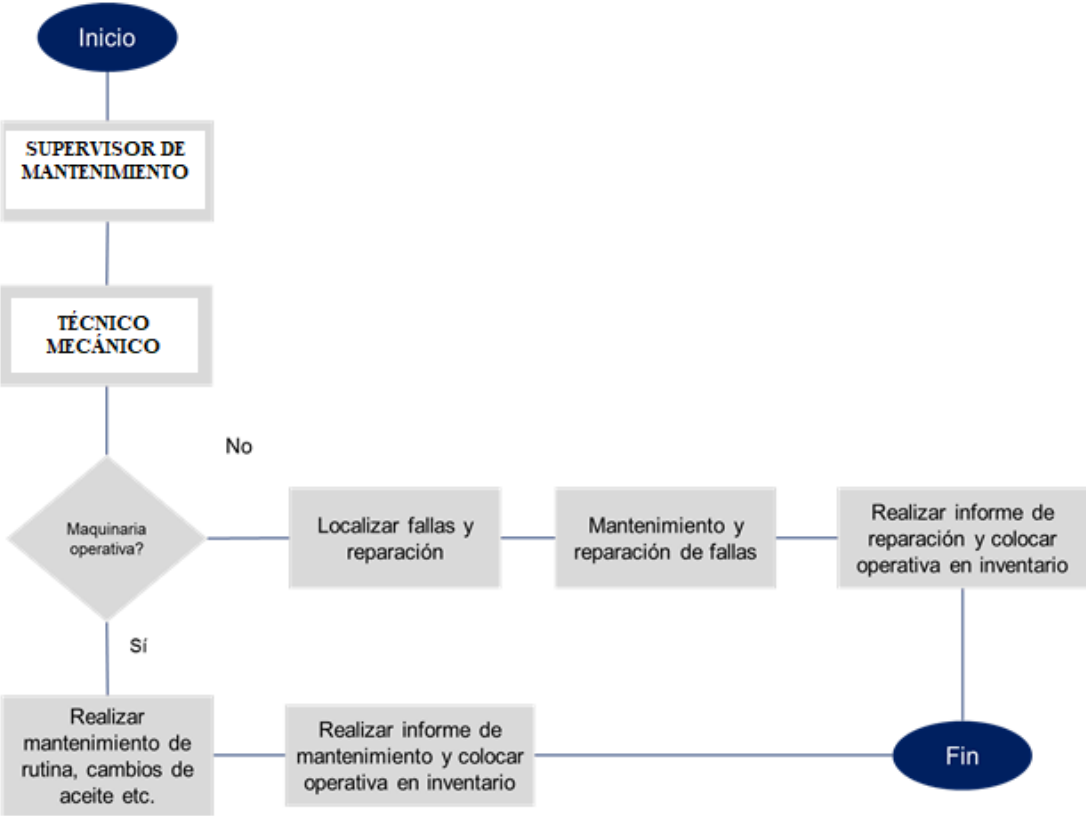 Inicio
SUPERVISOR DE
MANTENIMIENTO
TÉCNICO
MECÁNICO
No
Maquinaria
operativa?
Localizar fallas y
reparación
Mantenimiento y
reparación de fallas
Realizar informe de
reparación y colocar
operativa en inventario
Sí
Realizar
mantenimiento de
rutina, cambios de
aceite etc.
Realizar informe de
mantenimiento y colocar
operativa en inventario
Fin